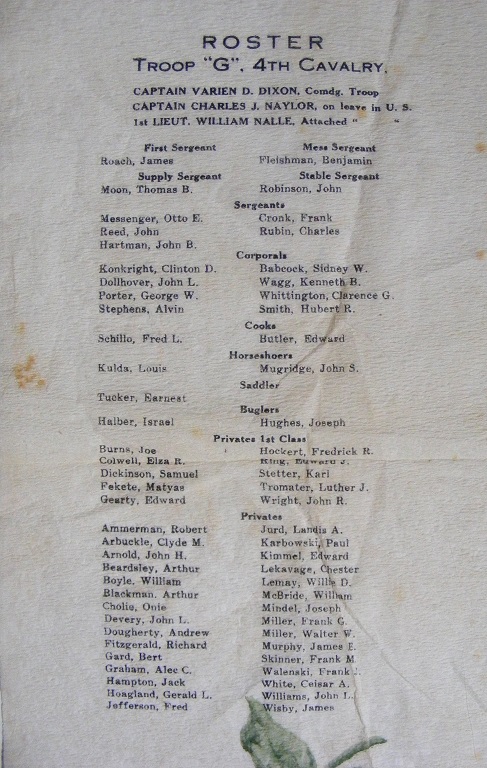 ROSTER
TROOP "G", 4TH CAVALRY,
CAPTAIN VARIEN D. DIXON, Comdg. Troop
CAPTAIN CHARLES J. NAYLOR, on leave in U. S.
1st LIEUT. WILLIAM NALLE, Attached " "
First Sergeant Mess Sergeant
Roach, James Fleishman, Benjamin
Supply Sergeant Stable Sergeant
Moon, Thomas B. Robinson, John
Sergeants
Messenger, Otto E. Cronk, Frank
Reed, John Rubin, Charles
Hartman, John B.
Corporals
Konkright, Clinton D. Babcock, Sidney W.
Dollhover, John L. Wagg, Kenneth B.
Porter, George W. Whittington, Clarence G.
Stephens, Alvin Smith, Hubert R.
Cooks
Schillo, Fred L. Butler, Edward
Horseshoers
Kulda, Louis Mugridge, John S.
Saddler
Tucker, Earnest
Buglers
Halber, Israel Hughes, Joseph
Privates 1st Class
Burns, Joe Hockert, Fredrick R.
Colwell, Elza R. King, Edward J.
Dickinson, Samuel Stetter, Karl
Fekete, Matyas Tromater, Luther J.
Gearty, Edward Wright, John R.
Privates
Ammerman, Robert Jurd, Landis A.
Arbuckle, Clyde M. Karbowski, Paul
Arnold, John H. Kimmel, Edward
Beardsley, Arthur Lekavage, Chester
Boyle, William Lemay, Willie D.
Blackman, Arthur McBride, William
Cholis, Onie Mindel, Joseph
Devery, John L. Miller, Frank G.
Dougherty, Andrew Miller, Walter W.
Fitzgerald, Richard Murphy, James E.
Gard, Bert Skinner, Frank M
Graham, Alec C. Walenski, Frank
Hampton, Jack White, Ceisar A.
Hoagland, Gerald L. Williams, John L.
Jefferson, Fred Wisby, James